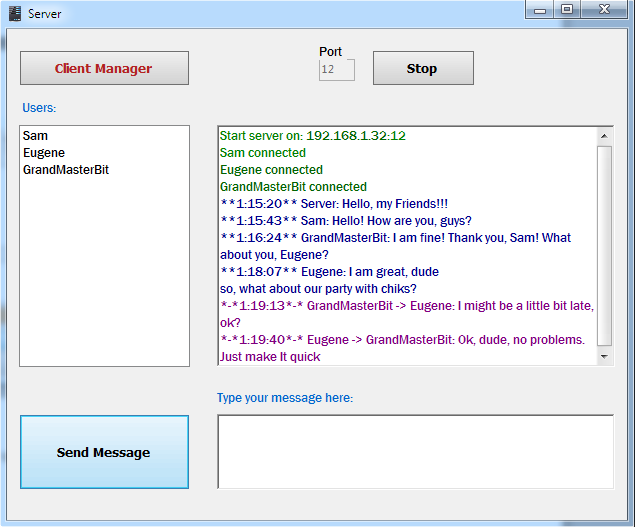 Server
Port
Client Manager
12
Stop
Users:
Sam
Eugene
GrandMasterBit
Start server on: 192.168.1.32:12
Sam connected
Eugene connected
GrandMasterBit connected
**1:15:20** Server: Hello, my Friends!!!
**1:15:43** Sam: Hello! How are you, guys?
**1:16:24** GrandMasterBit: I am fine! Thank you, Sam! What
about you, Eugene?
**1:18:07** Eugene: I am great, dude
so, what about our party with chiks?
*-*1:19:13*-* GrandMasterBit -> Eugene: I might be a little bit late,
ok?
*-*1:19:40*-* Eugene -> GrandMasterBit: Ok, dude, no problems.
Just make It quick
Type your message here:
Send Message